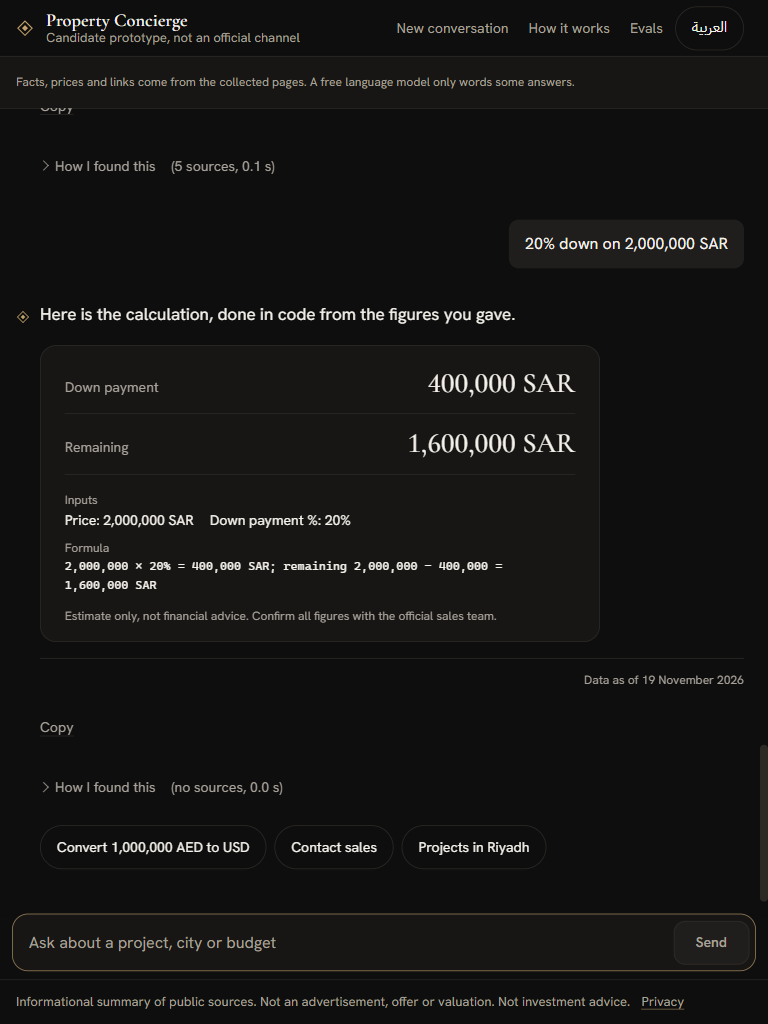 Property Concierge
Candidate prototype, not an official channel
New conversation
How it works
Evals
العربية
Facts, prices and links come from the collected pages. A free language model only words some answers.
Copy
How I found this (5 sources, 0.1 s)
20% down on 2,000,000 SAR
Here is the calculation, done in code from the figures you gave.
Down payment 400,000 SAR
Remaining 1,600,000 SAR
Inputs
Price: 2,000,000 SAR Down payment %: 20%
Formula
2,000,000 × 20% = 400,000 SAR; remaining 2,000,000 − 400,000 =
1,600,000 SAR
Estimate only, not financial advice. Confirm all figures with the official sales team.
Data as of 19 November 2026
Copy
How I found this (no sources, 0.0 s)
Convert 1,000,000 AED to USD
Contact sales
Projects in Riyadh
Ask about a project, city or budget
Send
Informational summary of public sources. Not an advertisement, offer or valuation. Not investment advice. Privacy